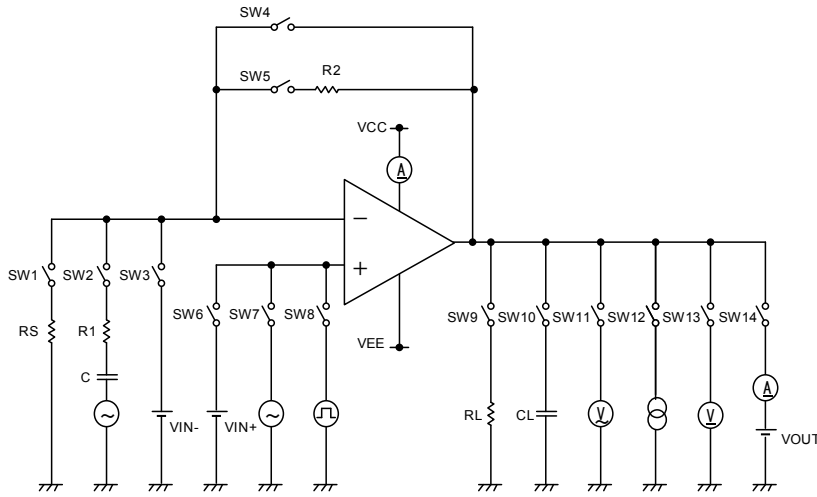 SW4
SW5 R2
VCC
A
−
+
SW1 SW2 SW3
SW6 SW7 SW8
SW9 SW10 SW11 SW12 SW13 SW14
RS R1
VEE
C
A
VIN- VIN+
RL CL V V
VOUT